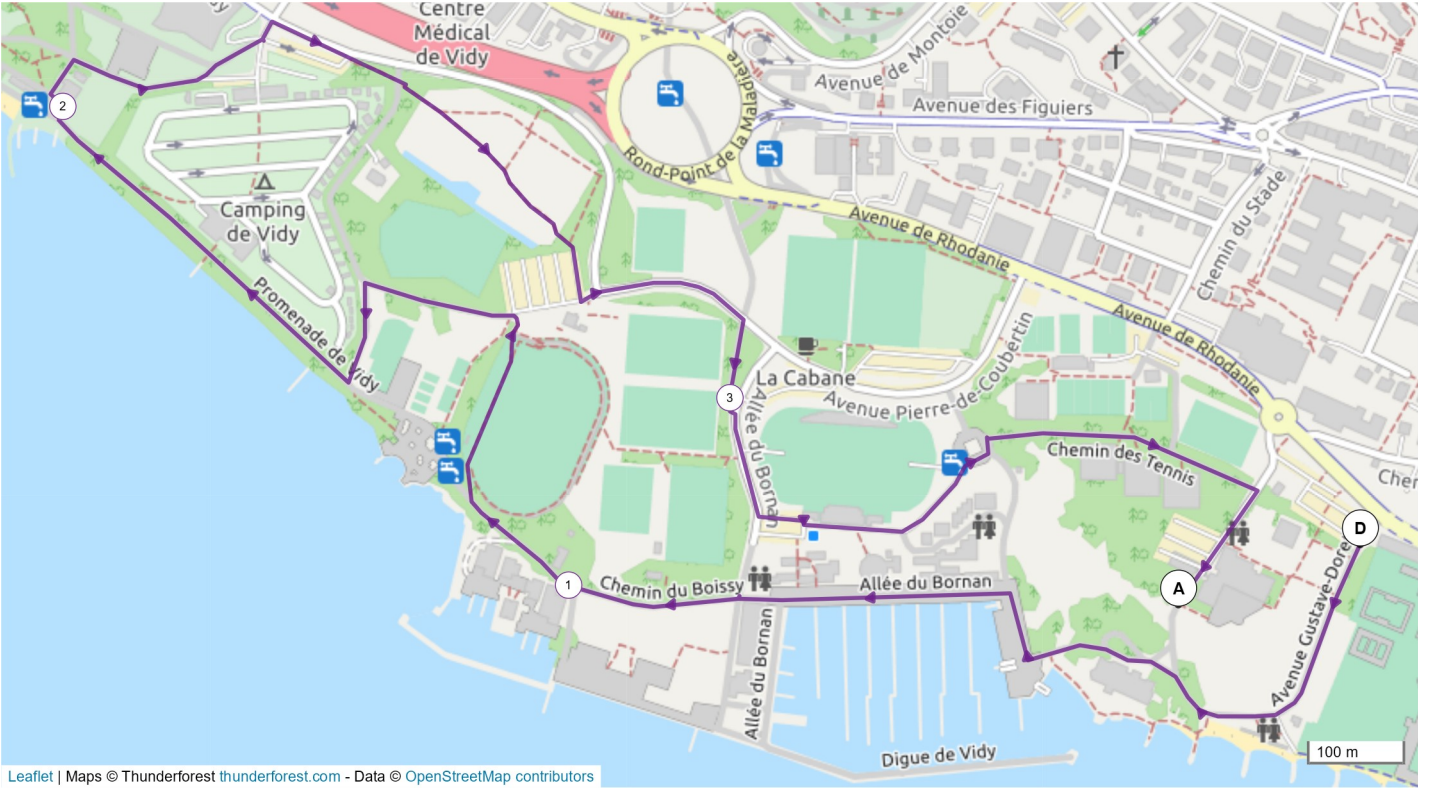 Centre
Médical
de Vidy
Avenue de Montoie
Avenue des Figuiers
Rond-Point de la Maladière
2
Camping
de Vidy
Avenue de Rhodanie
Chemin du Stade
Promenade de Vidy
Avenue de Rhodanie
La Cabane
Avenue Pierre-de-Coubertin
3
Allée du Bornan
Chemin des Tennis
D
Avenue Gustave-Dore
1
Chemin du Boissy
Allée du Bornan
A
Allée du Bornan
Digue de Vidy
100 m
Leaflet | Maps © Thunderforest thunderforest.com - Data © OpenStreetMap contributors